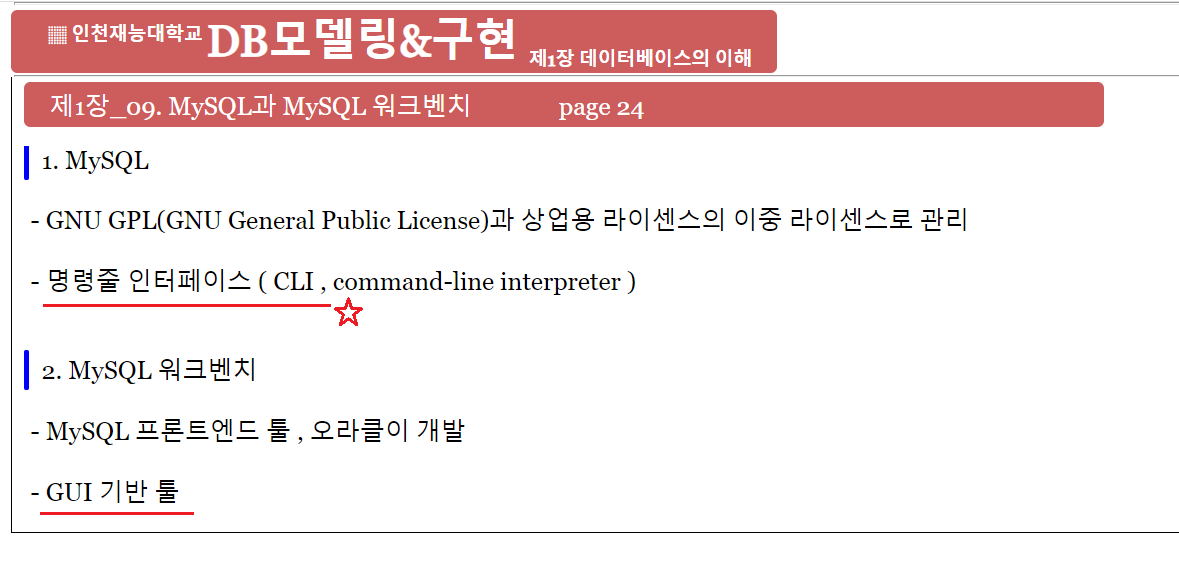 ▦ 인천재능대학교 DB모델링&구현 제1장 데이터베이스의 이해
제1장_09. MySQL과 MySQL 워크벤치 page 24
1. MySQL
- GNU GPL(GNU General Public License)과 상업용 라이센스의 이중 라이센스로 관리
- 명령줄 인터페이스 ( CLI , command-line interpreter )
2. MySQL 워크벤치
- MySQL 프론트엔드 툴 , 오라클이 개발
- GUI 기반 툴